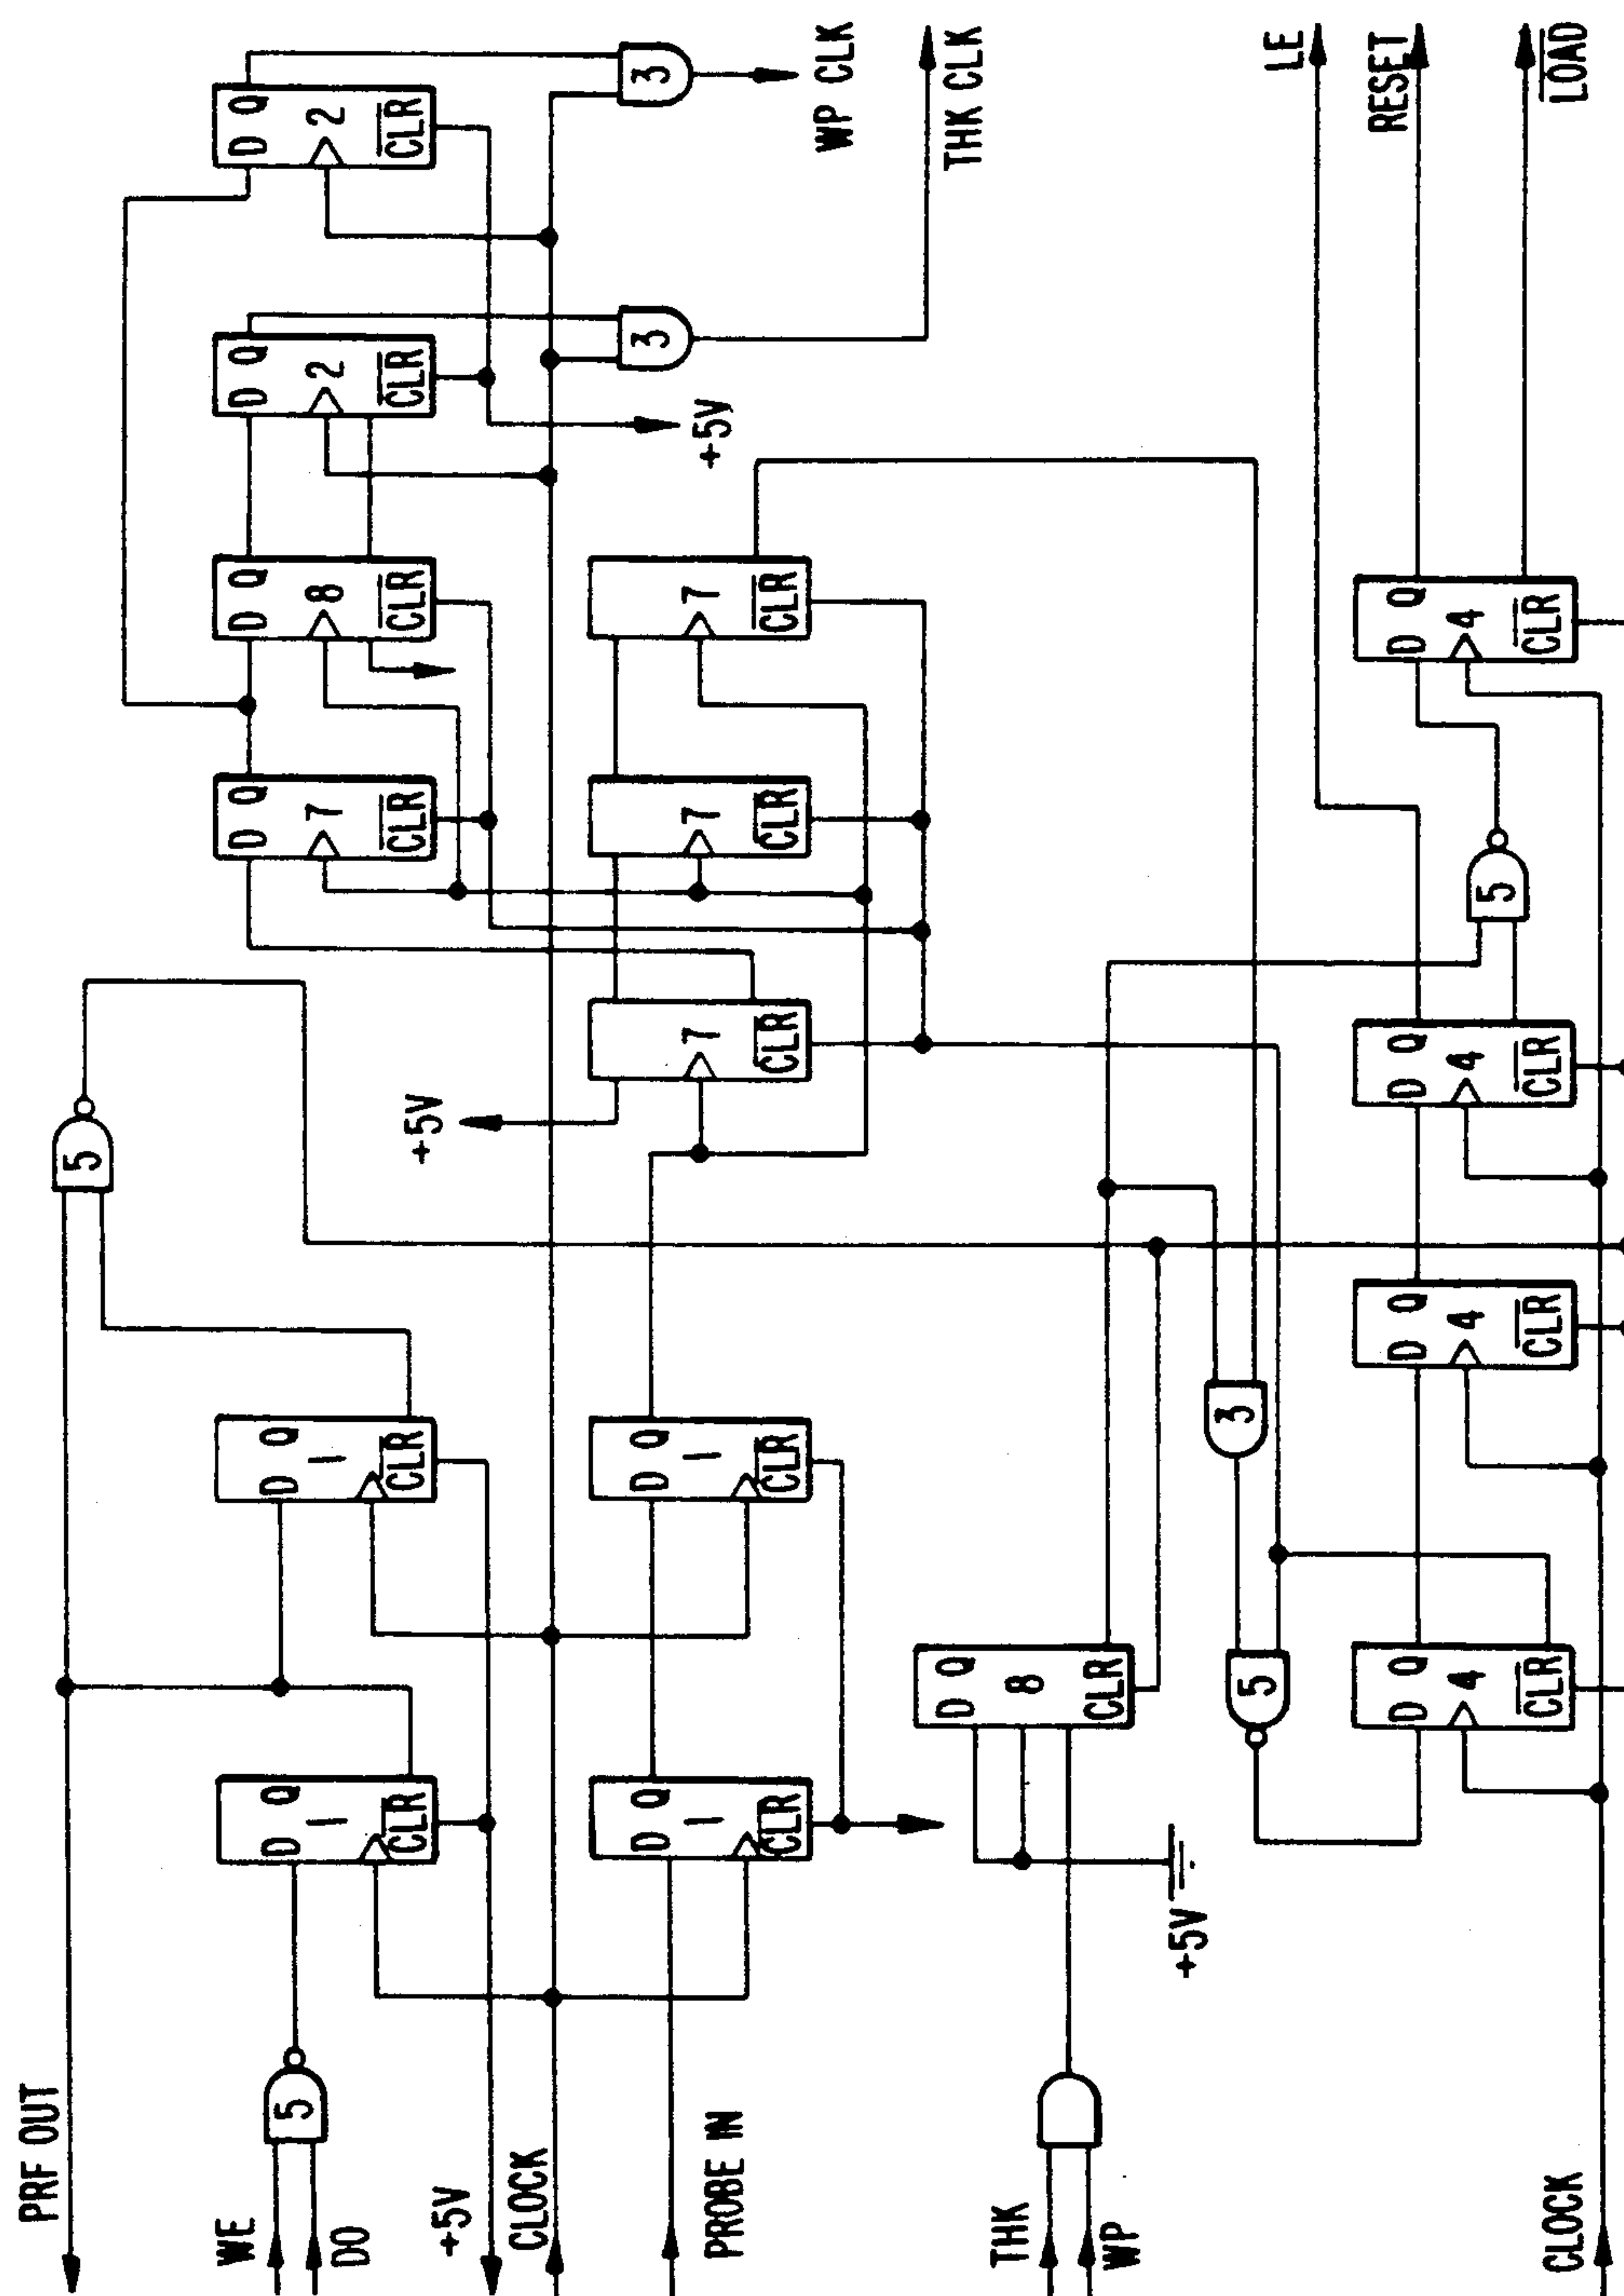 PRF OUT
5
WE
DO
5
D Q
1
C̅L̅R̅
D Q
1
C̅L̅R̅
D Q
7
C̅L̅R̅
D Q
8
C̅L̅R̅
D Q
2
C̅L̅R̅
D Q
2
C̅L̅R̅
+5V
CLOCK
+5V
+5V
PROBE IN
D Q
1
C̅L̅R̅
D Q
1
C̅L̅R̅
7
C̅L̅R̅
7
C̅L̅R̅
7
C̅L̅R̅
3
3
WP CLK
THK CLK
THK
WP
D Q
8
CLR
+5V
3
5
LE
D Q
4
C̅L̅R̅
D Q
4
C̅L̅R̅
D Q
4
C̅L̅R̅
5
D Q
4
C̅L̅R̅
RESET
L̅O̅A̅D̅
CLOCK